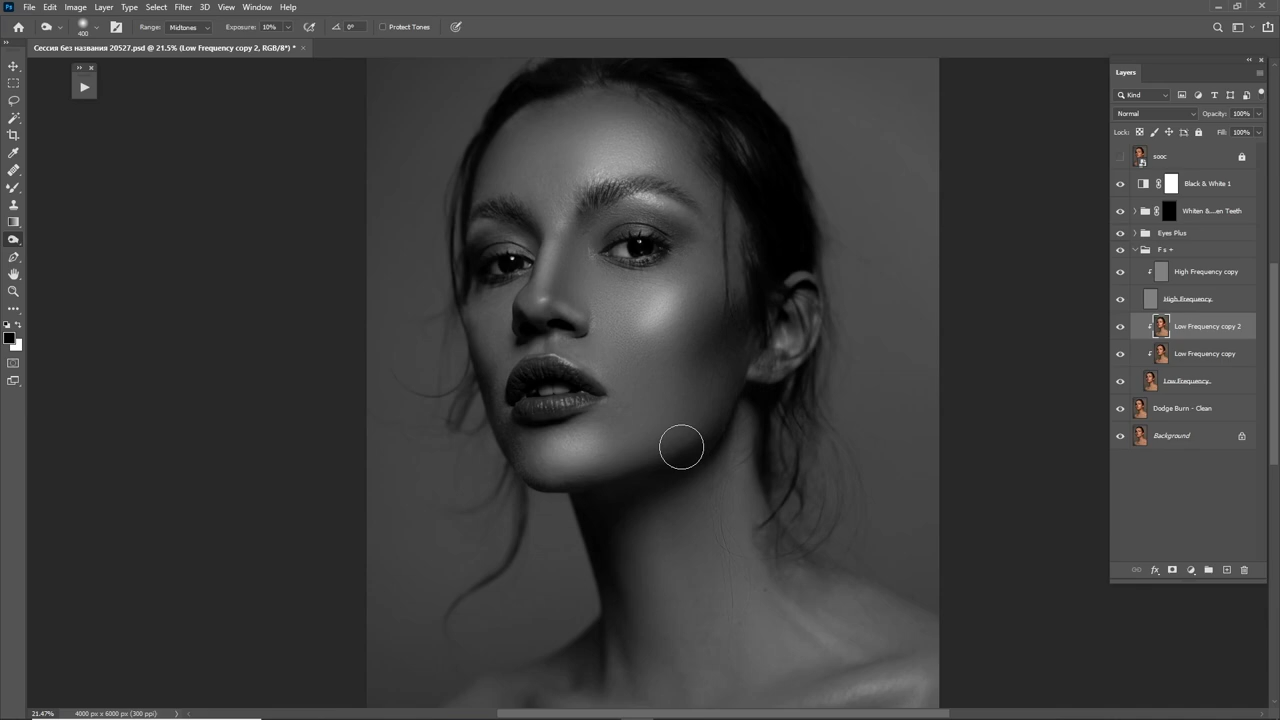 Ps File Edit Image Layer Type Select Filter 3D View Window Help
400 Range: Midtones Exposure: 10% 0° Protect Tones
Сессия без названия 20527.psd @ 21.5% (Low Frequency copy 2, RGB/8*) * ×
Layers
Kind
Normal Opacity: 100%
Lock: Fill: 100%
sooc
Black & White 1
Whiten &...en Teeth
Eyes Plus
F s +
High Frequency copy
High Frequency
Low Frequency copy 2
Low Frequency copy
Low Frequency
Dodge Burn - Clean
Background
fx
21.47% 4000 px x 6000 px (300 ppi)